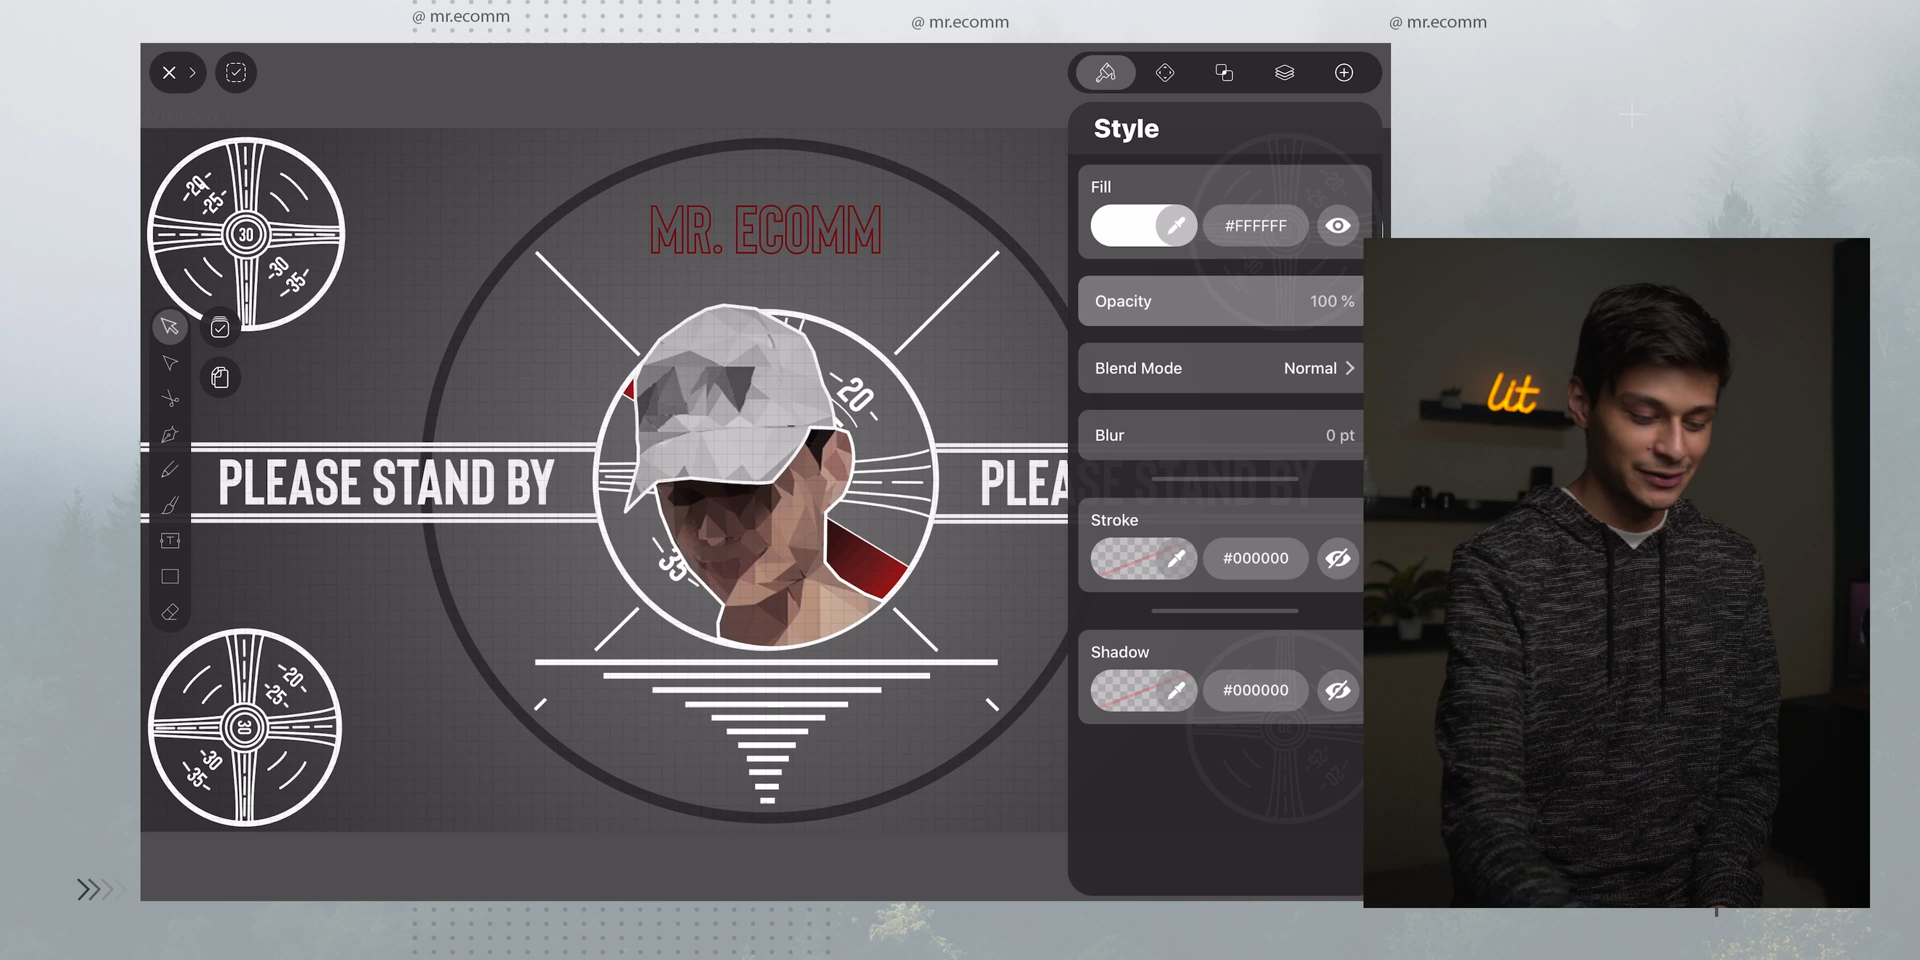 @ mr.ecomm
@ mr.ecomm
@ mr.ecomm
Style
Fill
#FFFFFF
Opacity
100 %
Blend Mode
Normal
Blur
0 pt
Stroke
#000000
Shadow
#000000
MR. ECOMM
PLEASE STAND BY
PLEA
-20-
-25-
30
-30
-35-
-20-
-35-
-20-
-25-
30
-30
-35-
lit
T